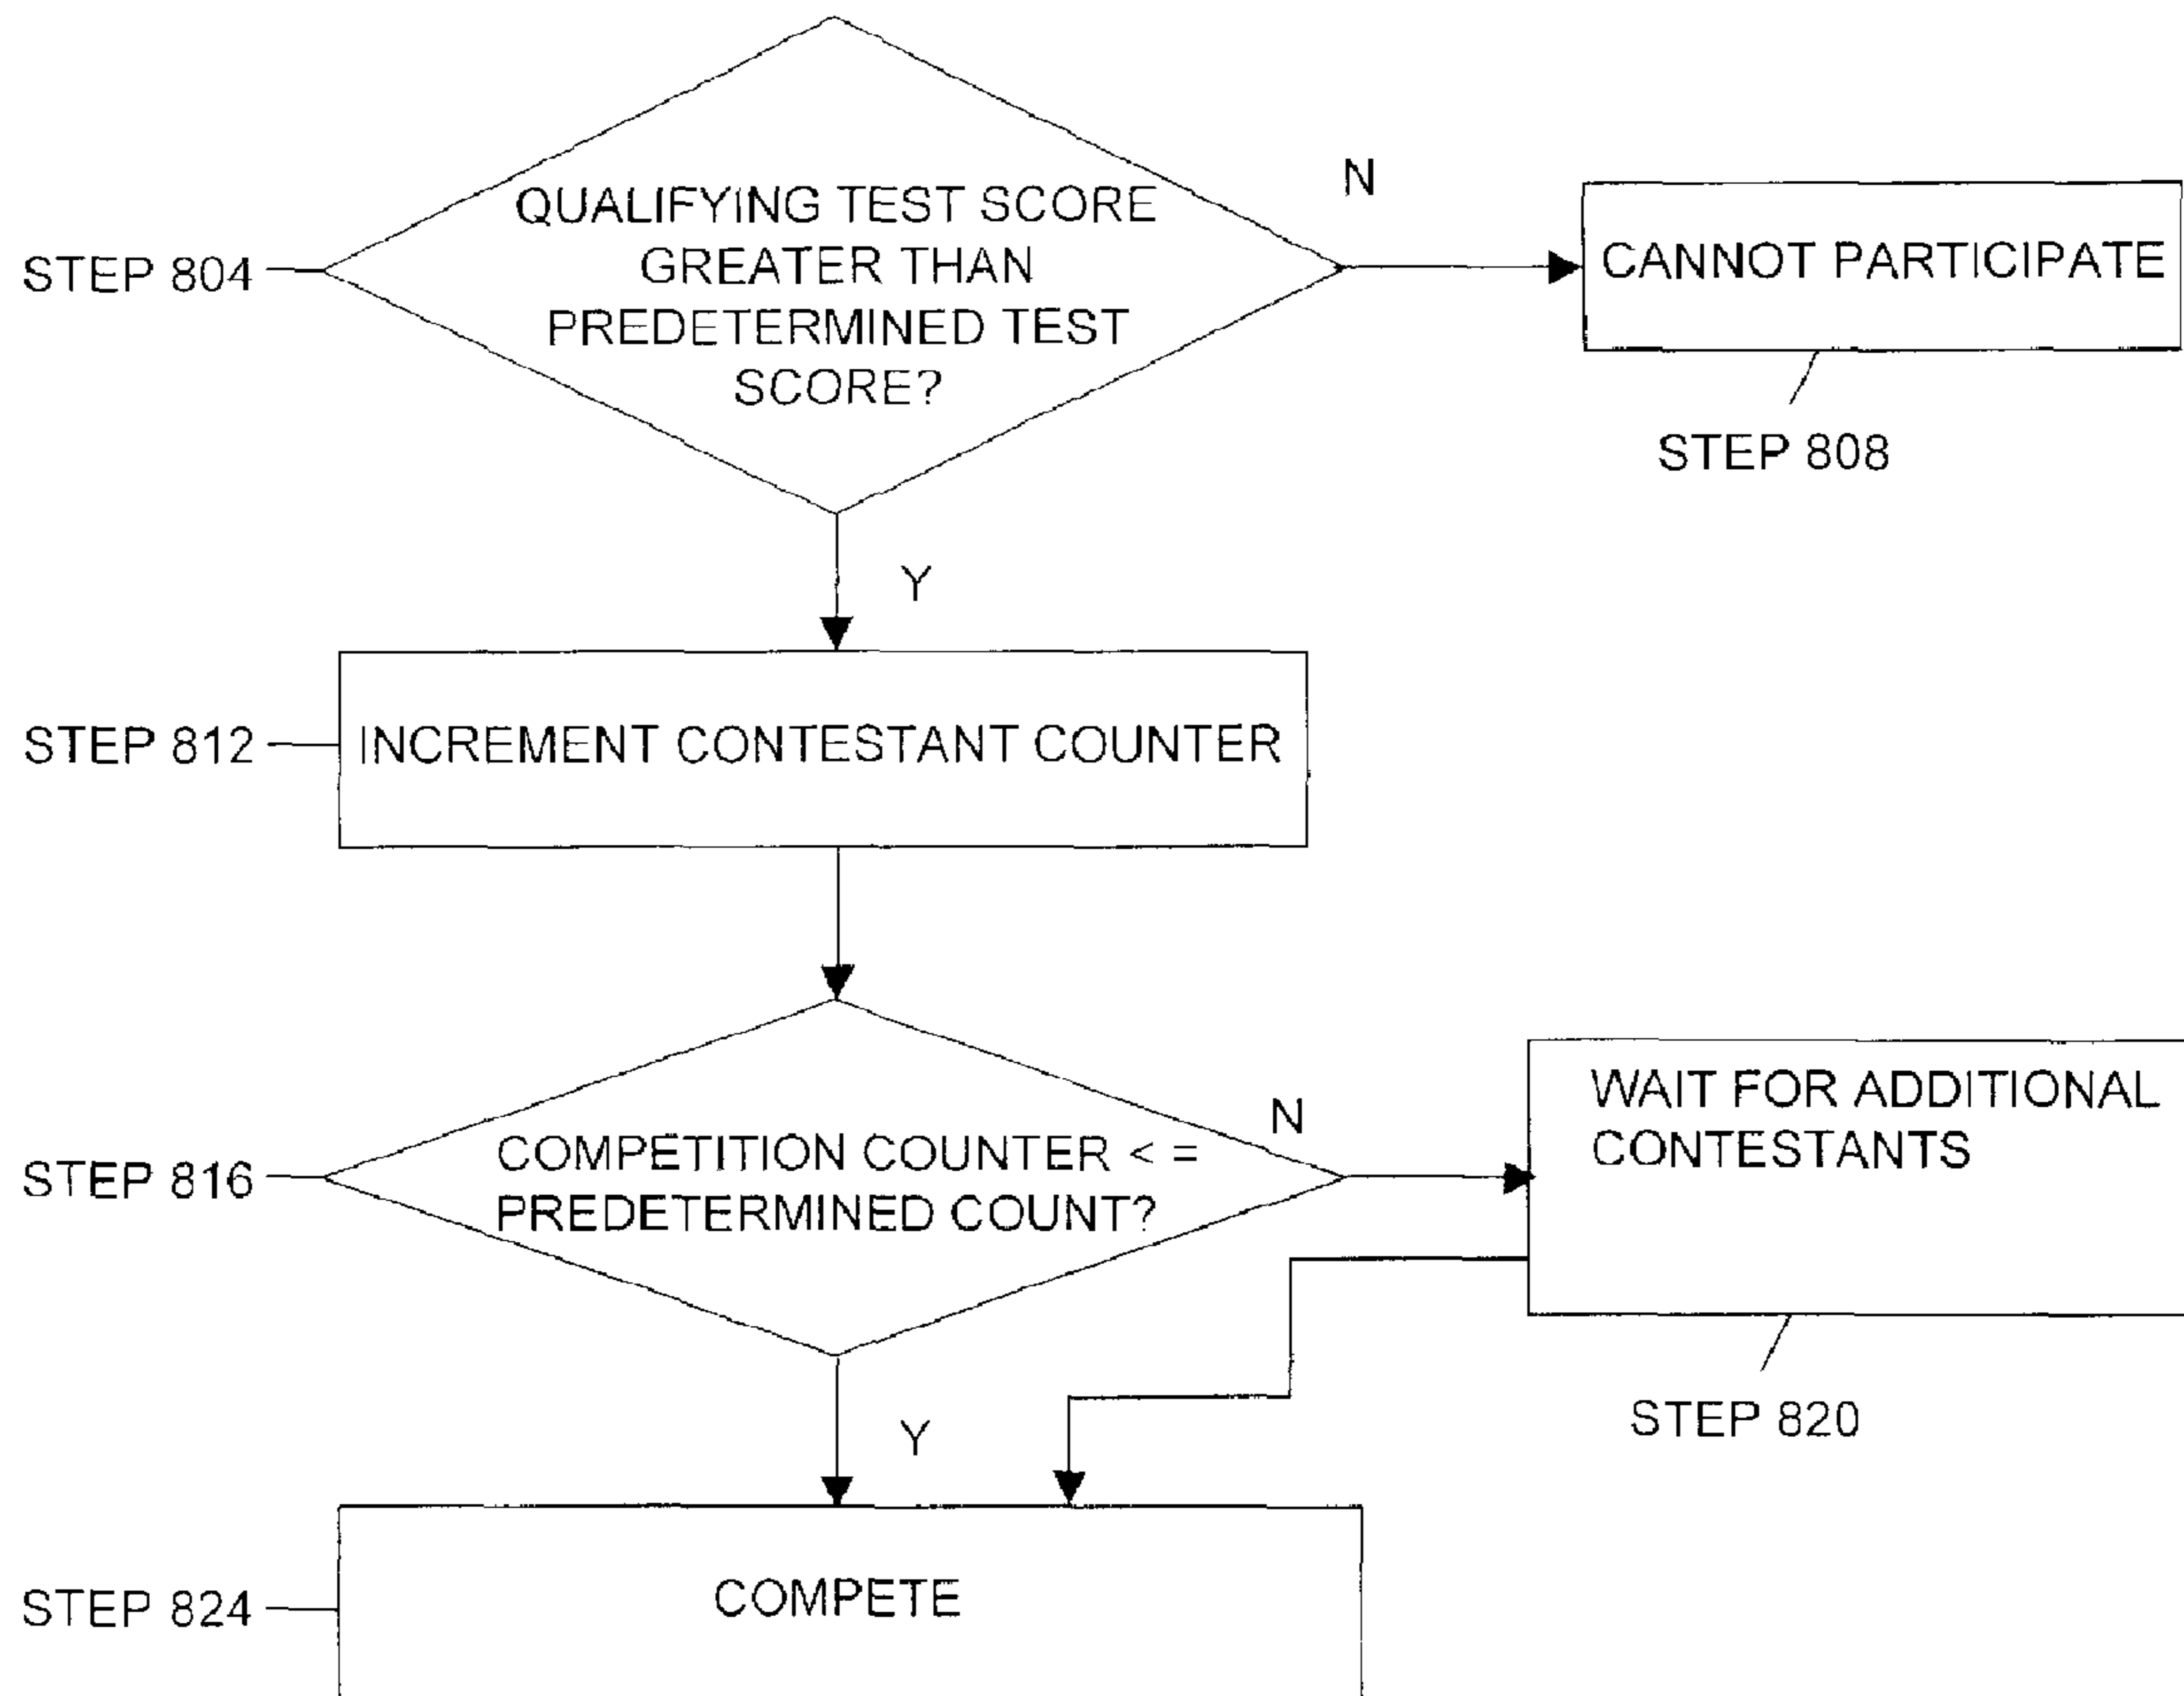 QUALIFYING TEST SCORE
GREATER THAN
PREDETERMINED TEST
SCORE?
STEP 804
N
CANNOT PARTICIPATE
STEP 808
Y
STEP 812
INCREMENT CONTESTANT COUNTER
STEP 816
COMPETITION COUNTER < =
PREDETERMINED COUNT?
N
WAIT FOR ADDITIONAL
CONTESTANTS
STEP 820
Y
STEP 824
COMPETE